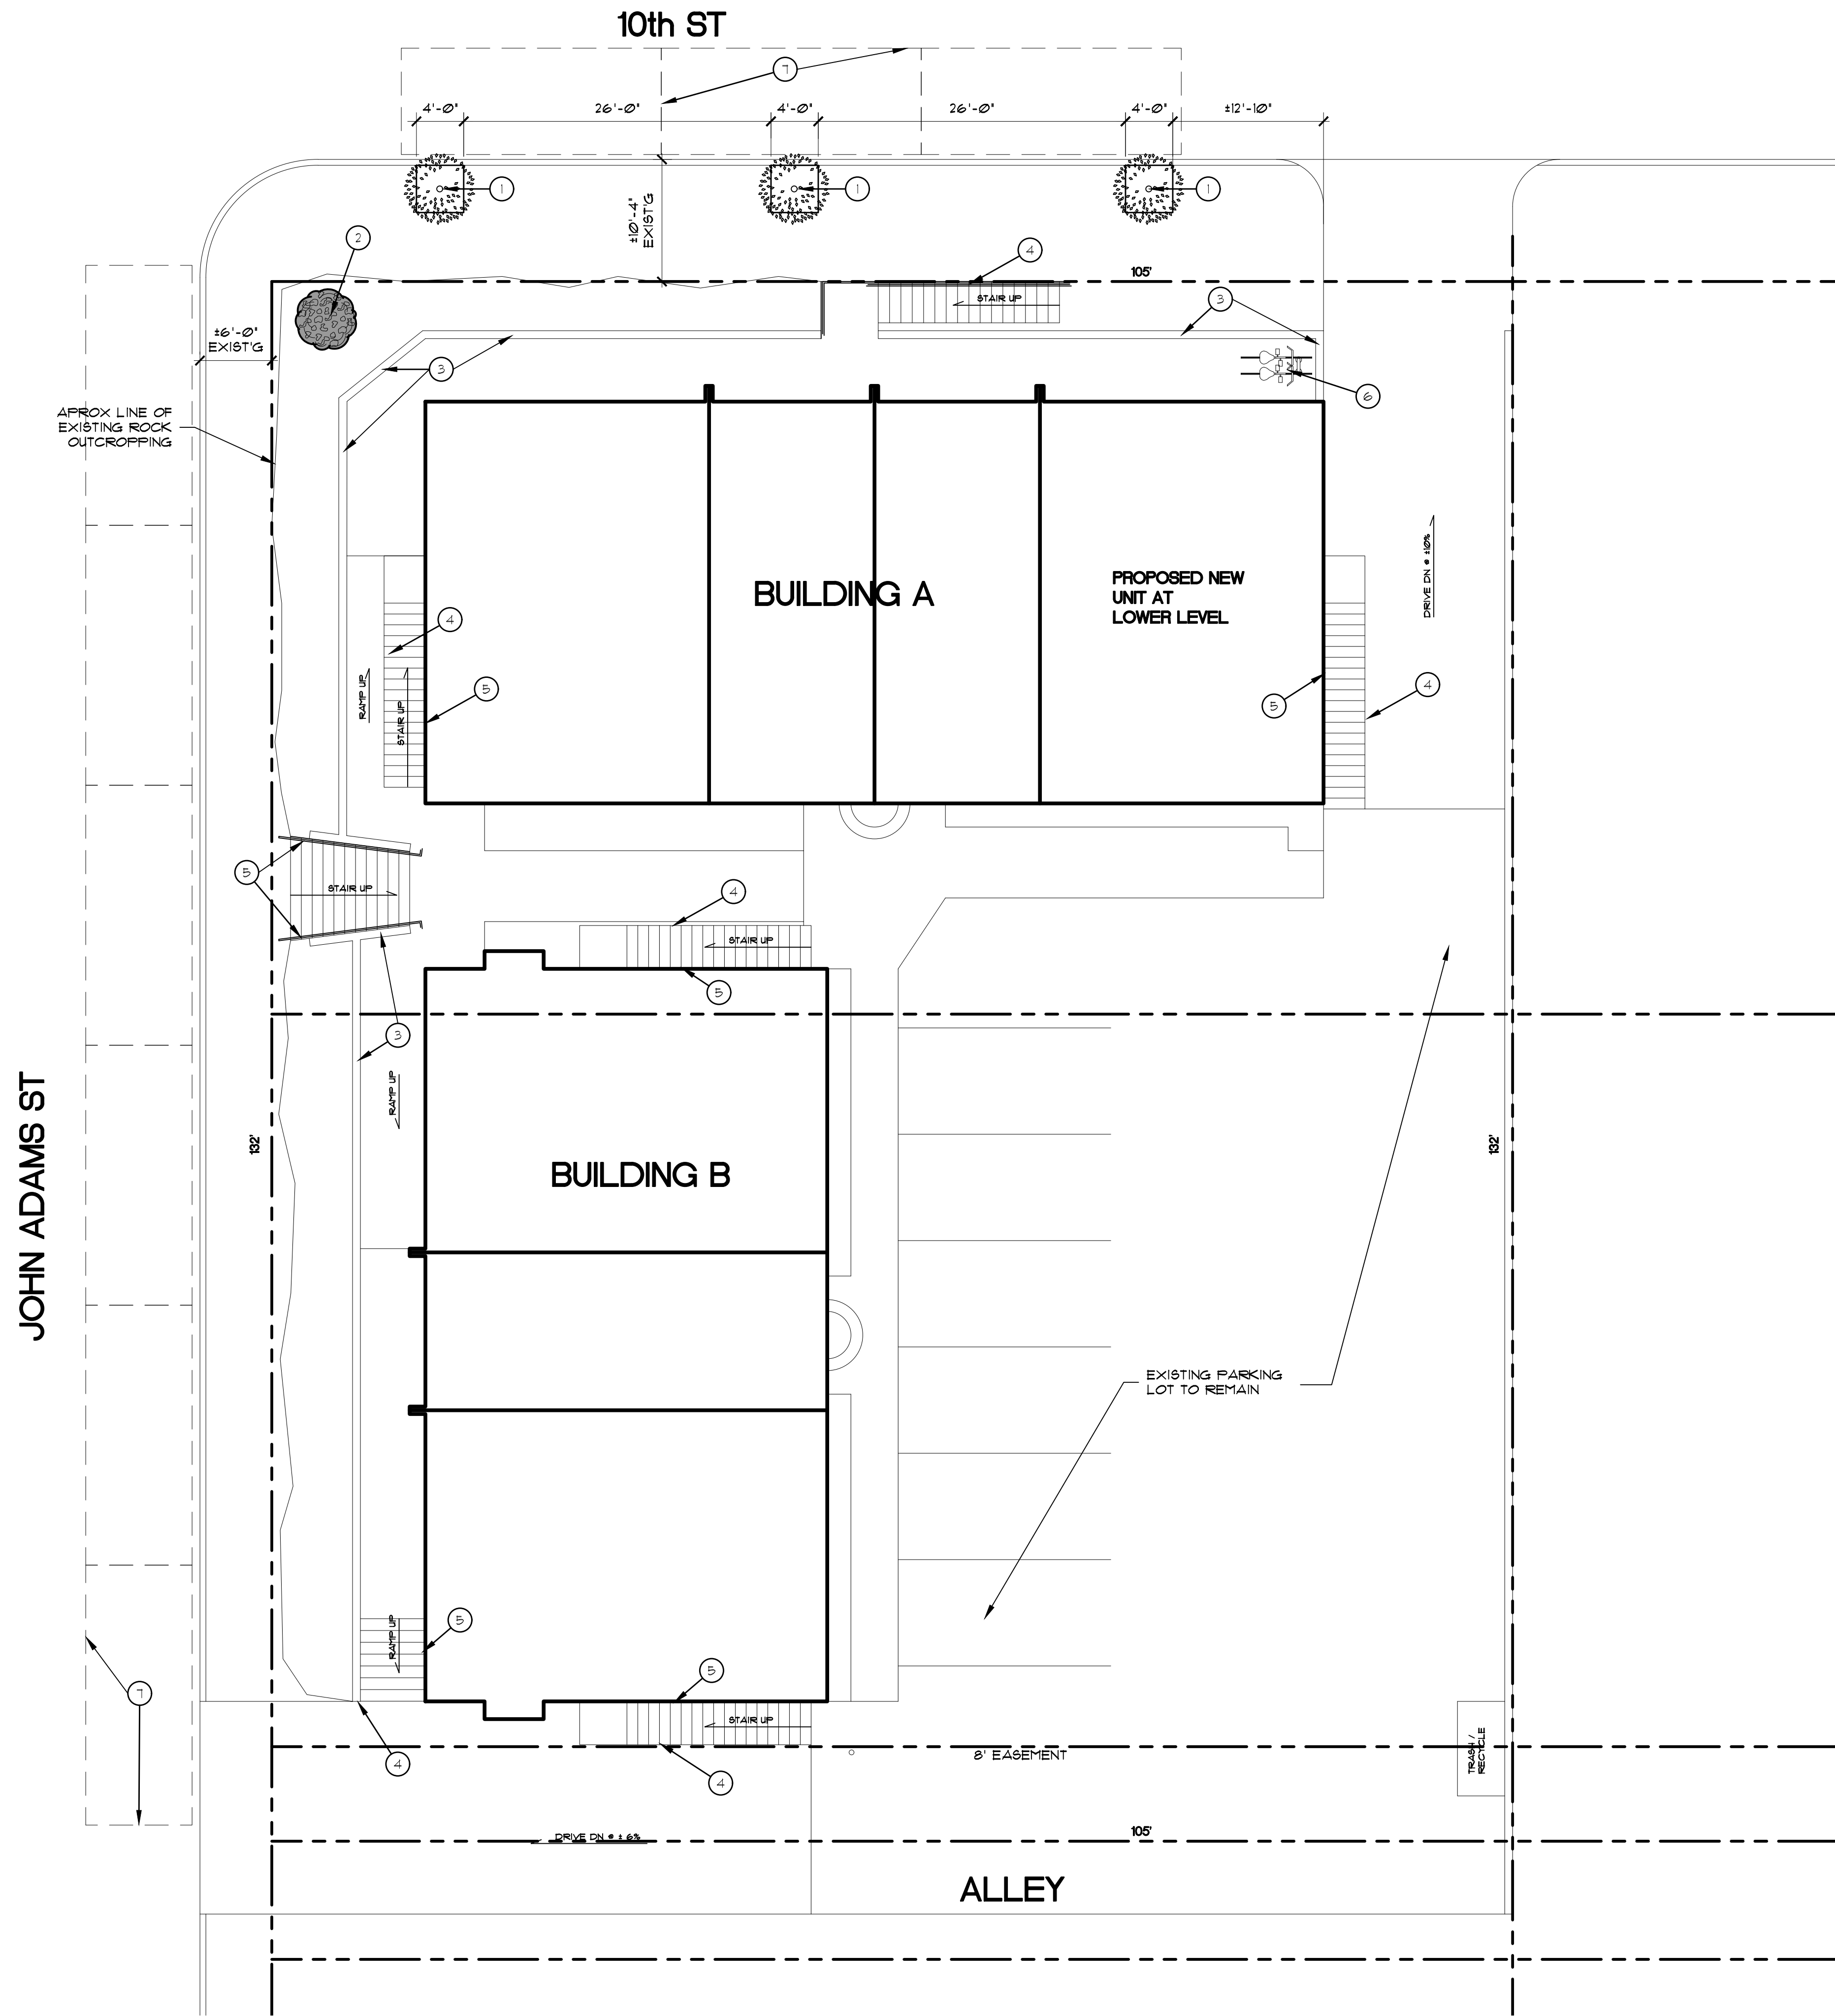 10th ST
7
4'-0"
26'-0"
4'-0"
26'-0"
4'-0"
±12'-10"
1
1
1
±10'-4"
EXIST'G
2
4
105'
STAIR UP
3
±6'-0"
EXIST'G
3
6
APROX LINE OF
EXISTING ROCK
OUTCROPPING
BUILDING A
PROPOSED NEW
UNIT AT
LOWER LEVEL
DRIVE DN @ ±10%
4
RAMP UP
STAIR UP
5
5
4
5
STAIR UP
4
STAIR UP
5
3
RAMP UP
JOHN ADAMS ST
132'
132'
BUILDING B
EXISTING PARKING
LOT TO REMAIN
RAMP UP
5
5
7
STAIR UP
4
4
8' EASEMENT
TRASH /
RECYCLE
105'
DRIVE DN @ ± 6%
ALLEY